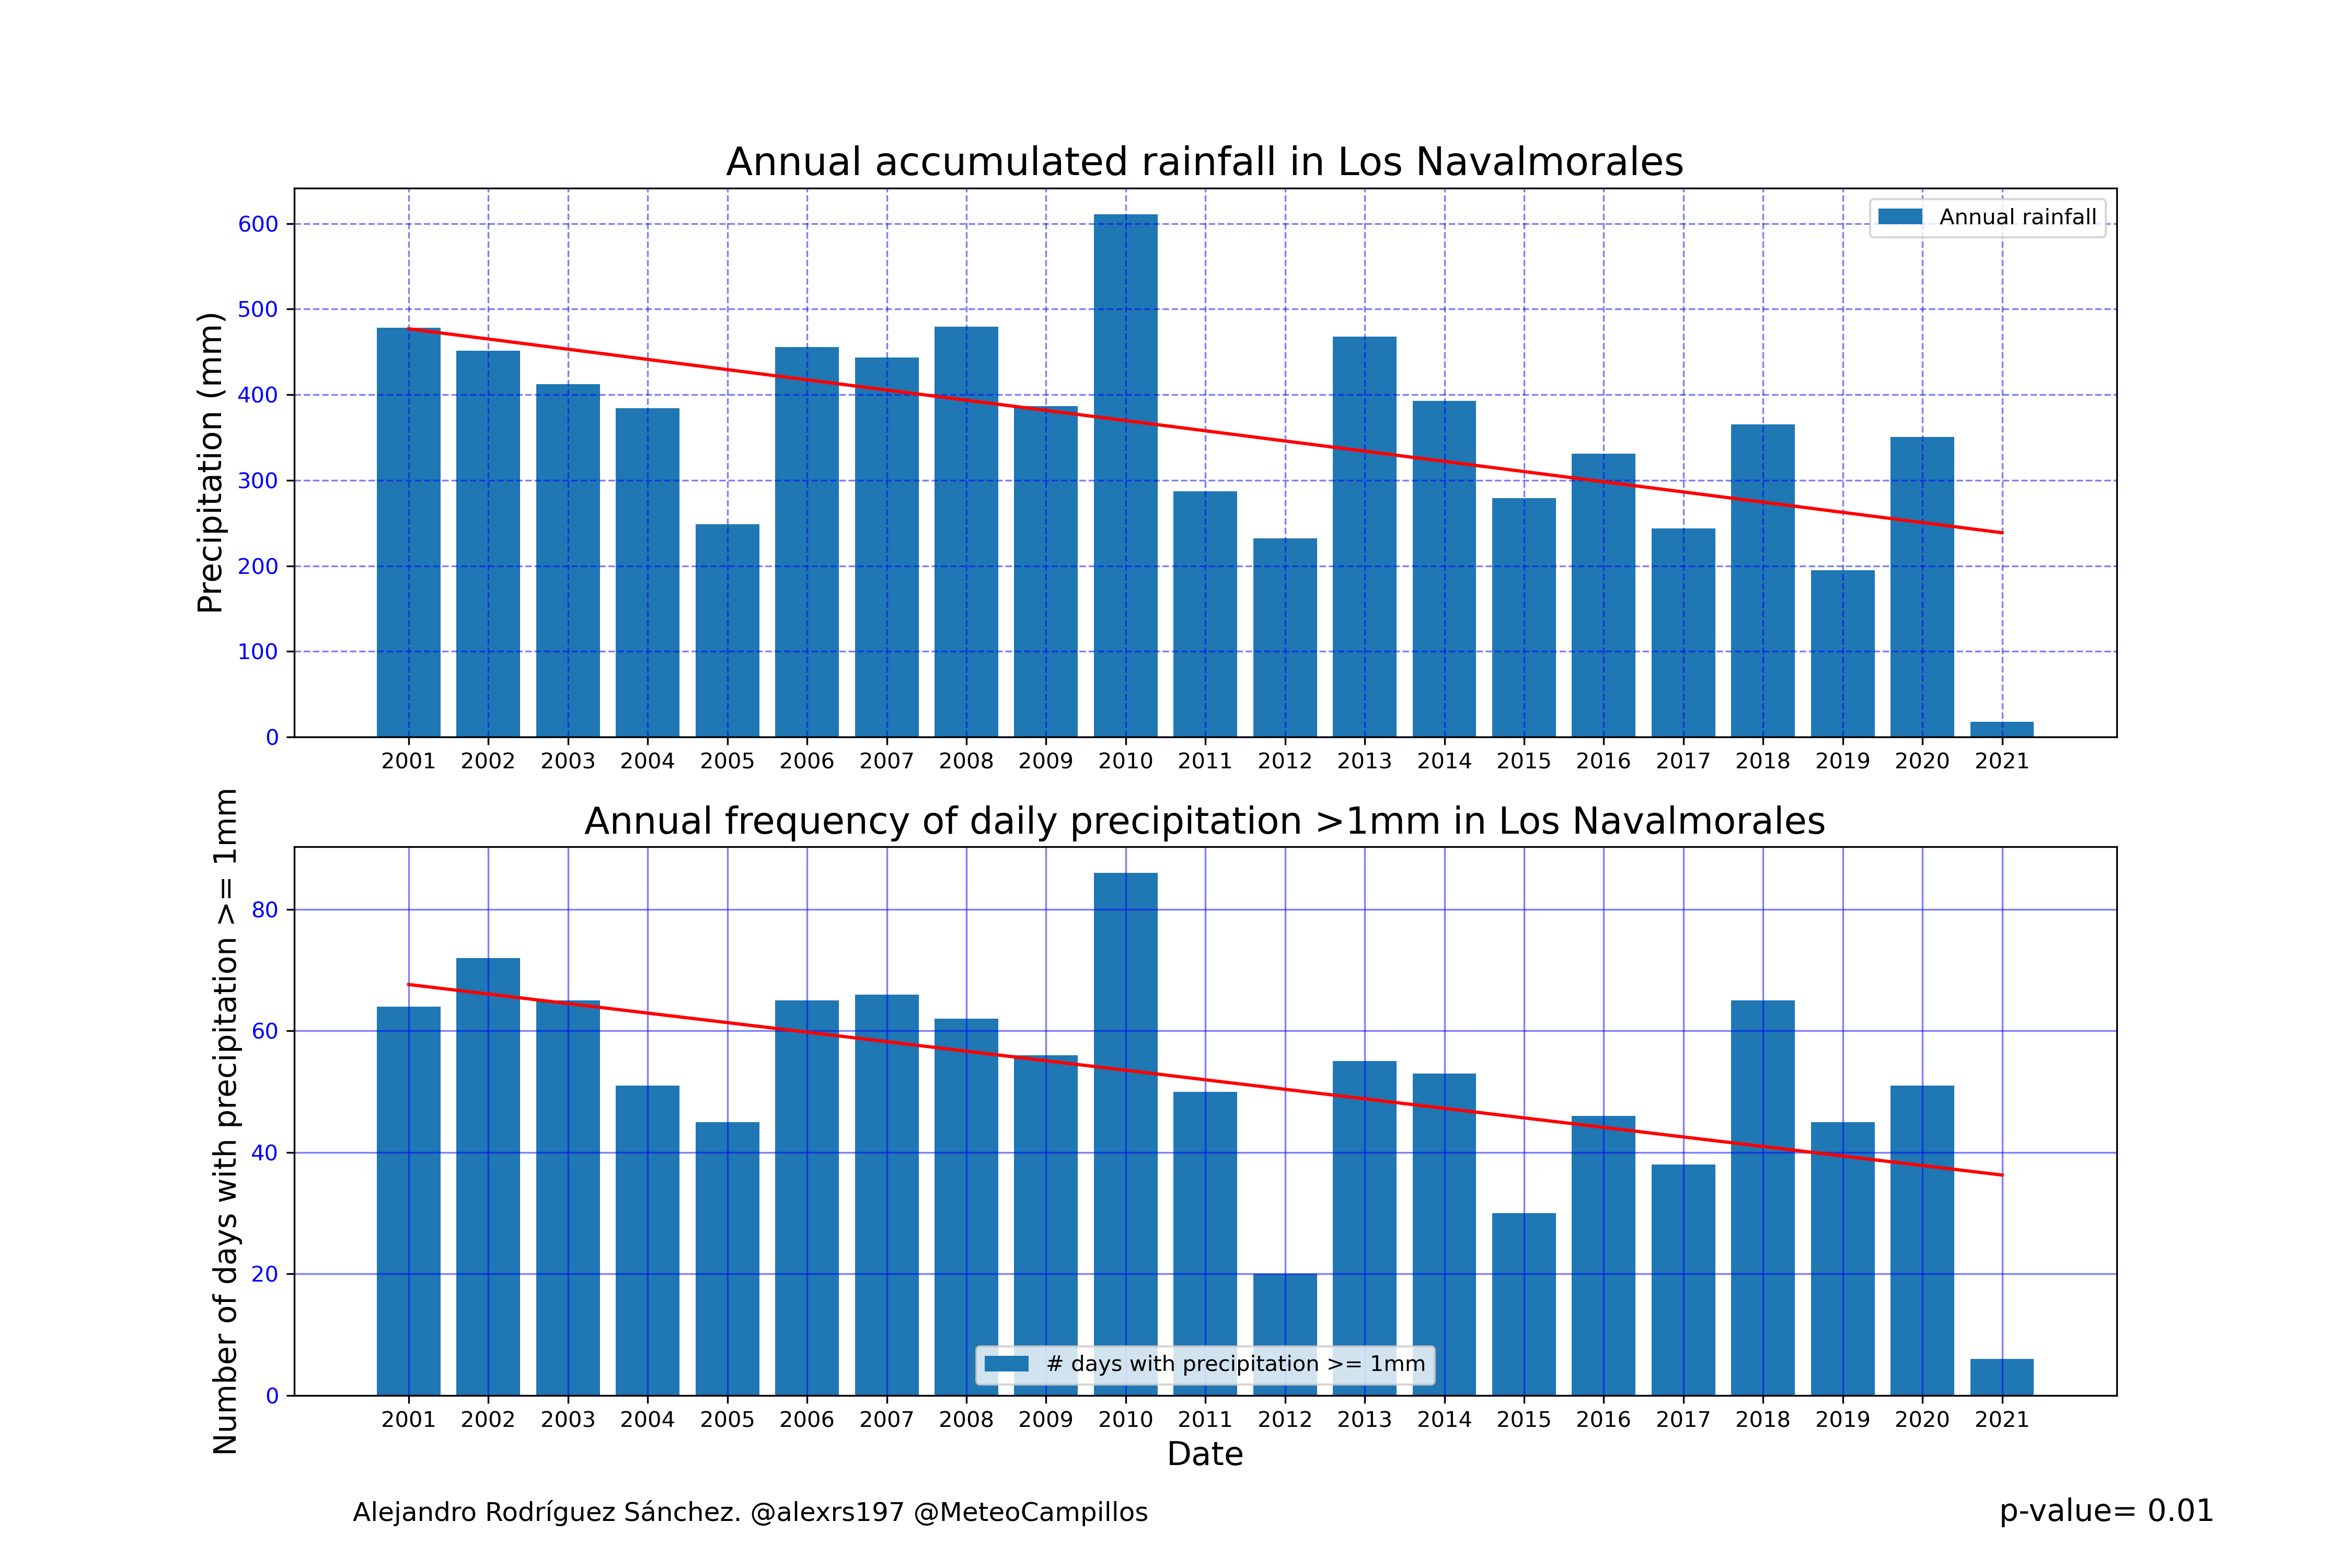 Annual accumulated rainfall in Los Navalmorales
Precipitation (mm)
600
500
400
300
200
100
0
Annual rainfall
2001 2002 2003 2004 2005 2006 2007 2008 2009 2010 2011 2012 2013 2014 2015 2016 2017 2018 2019 2020 2021
Annual frequency of daily precipitation >1mm in Los Navalmorales
Number of days with precipitation >= 1mm
80
60
40
20
0
# days with precipitation >= 1mm
2001 2002 2003 2004 2005 2006 2007 2008 2009 2010 2011 2012 2013 2014 2015 2016 2017 2018 2019 2020 2021
Date
Alejandro Rodríguez Sánchez. @alexrs197 @MeteoCampillos
p-value= 0.01